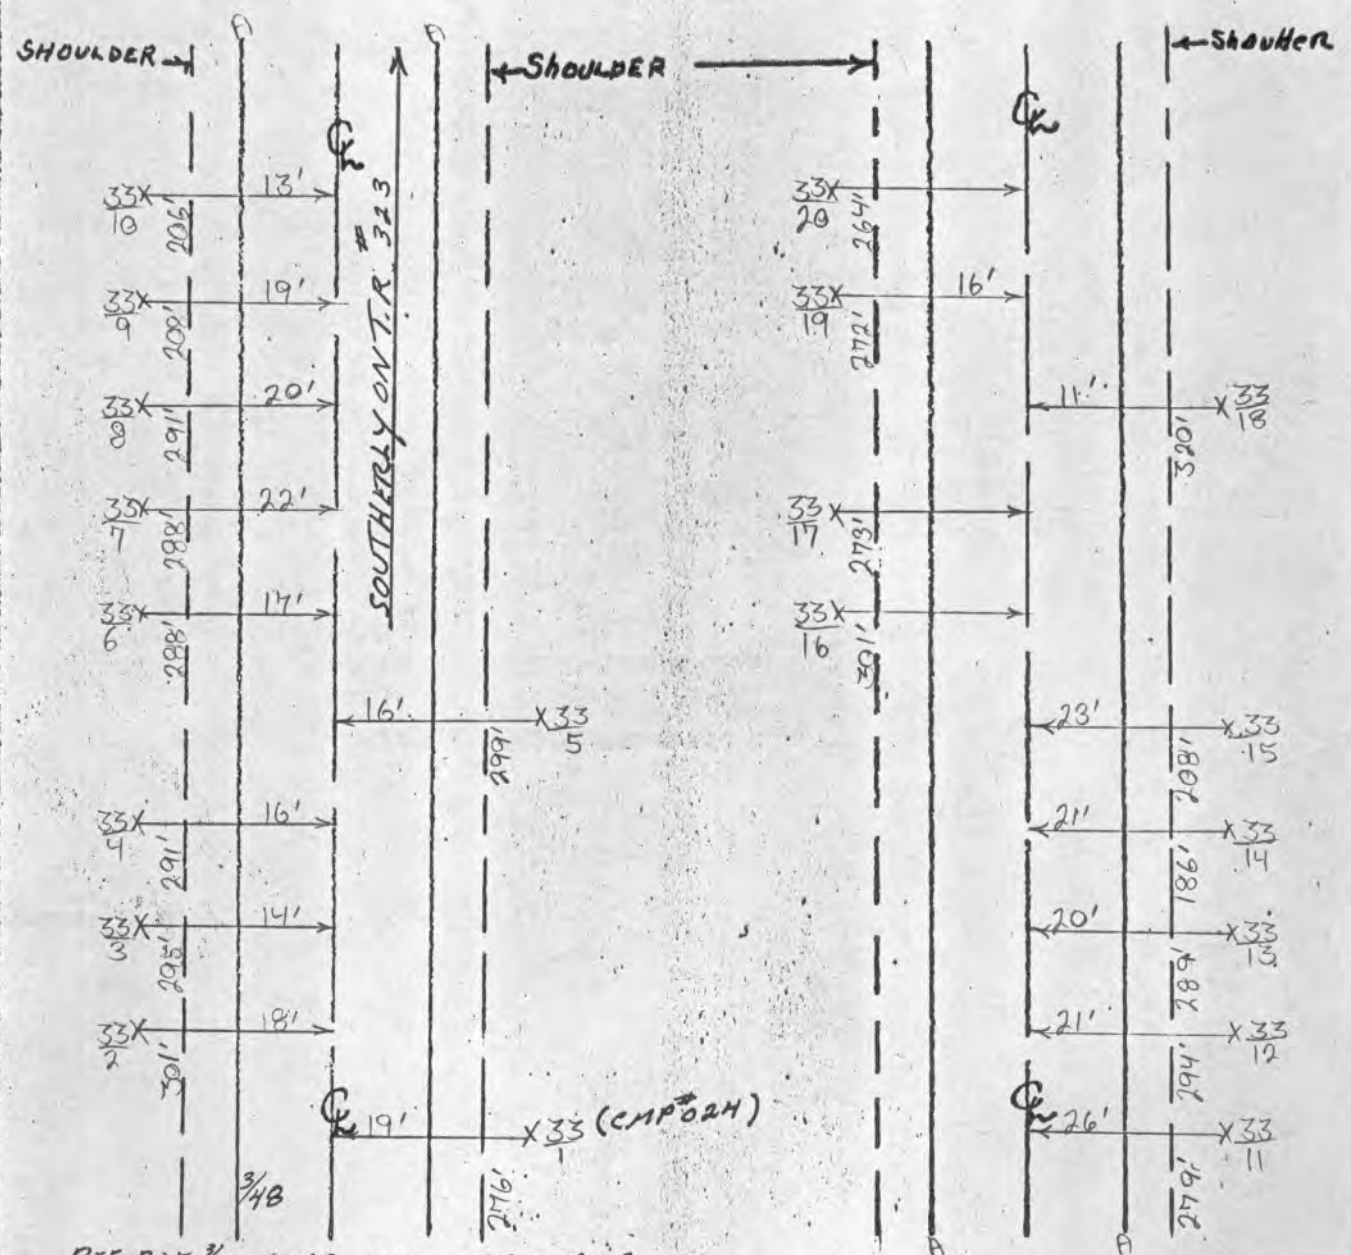 SHOULDER
A
A
SHOULDER
SHOULDER
℄
℄
SOUTHERLY ON T.R. # 323
33/10 X 13'
206'
33/9 X 19'
200'
33/8 X 20'
291'
33/7 X 22'
288'
33/6 X 17'
288'
16' X 33/5
299'
33/4 X 16'
291'
33/3 X 14'
295'
33/2 X 18'
301'
℄
19' X 33/1 (CMP #024)
276'
3/48
33/20 X
264'
33/19 X 16'
272'
11' X 33/18
320'
33/17 X
273'
33/16 X
301'
23' X 33/15
208'
21' X 33/14
186'
20' X 33/13
289'
21' X 33/12
294'
℄
26' X 33/11
279'
A
A